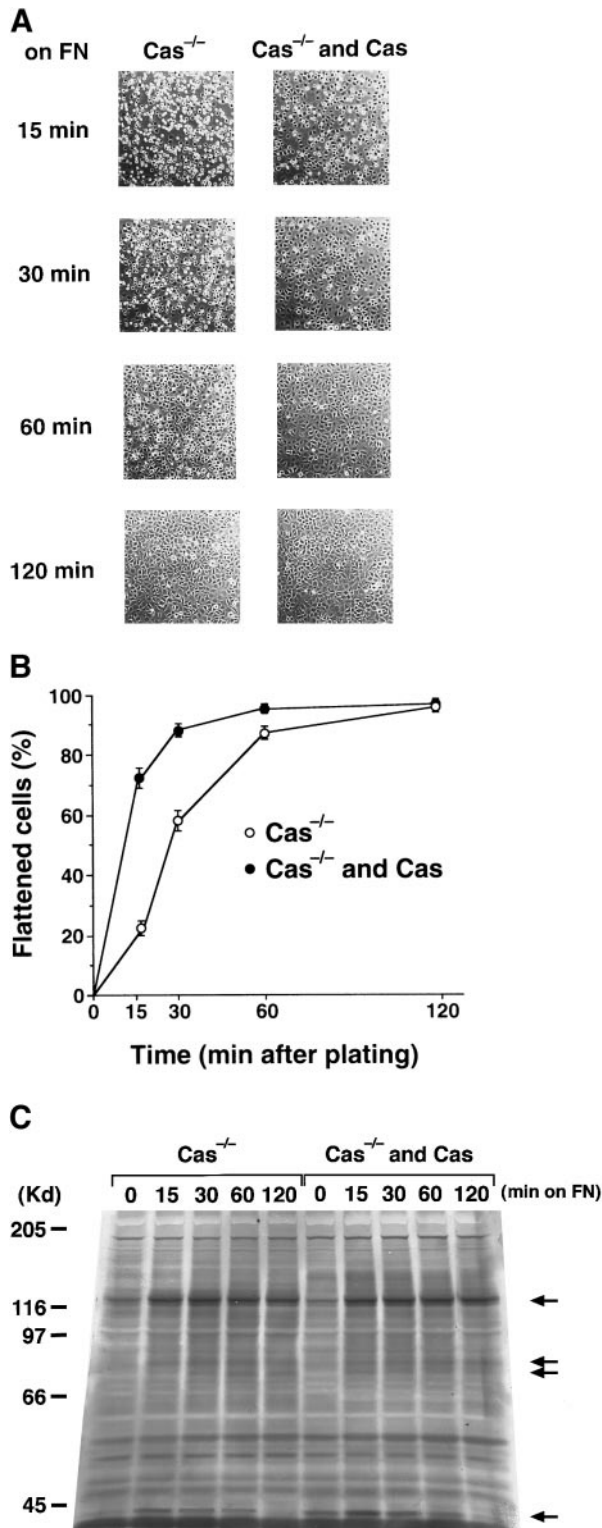 A
on FN Cas−/− Cas−/− and Cas
15 min
30 min
60 min
120 min
B
100
80
60
40
20
0
Flattened cells (%)
Cas−/−
Cas−/− and Cas
0 15 30 60 120
Time (min after plating)
C
Cas−/− Cas−/− and Cas
(Kd) 0 15 30 60 120 0 15 30 60 120 (min on FN)
205
116
97
66
45